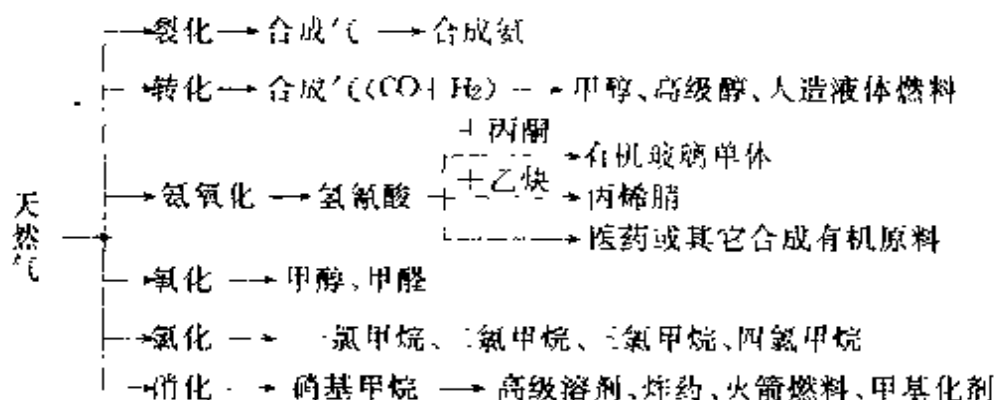 裂化 → 合成气 → 合成氨
转化 → 合成气(CO+H₂) → 甲醇、高级醇、人造液体燃料
+丙酮
有机玻璃单体
氨氧化 → 氢氰酸 +乙炔 → 丙烯腈
医药或其它合成有机原料
天然气
氧化 → 甲醇、甲醛
氯化 → 一氯甲烷、二氯甲烷、三氯甲烷、四氯甲烷
硝化 → 硝基甲烷 → 高级溶剂、炸药、火箭燃料、甲基化剂